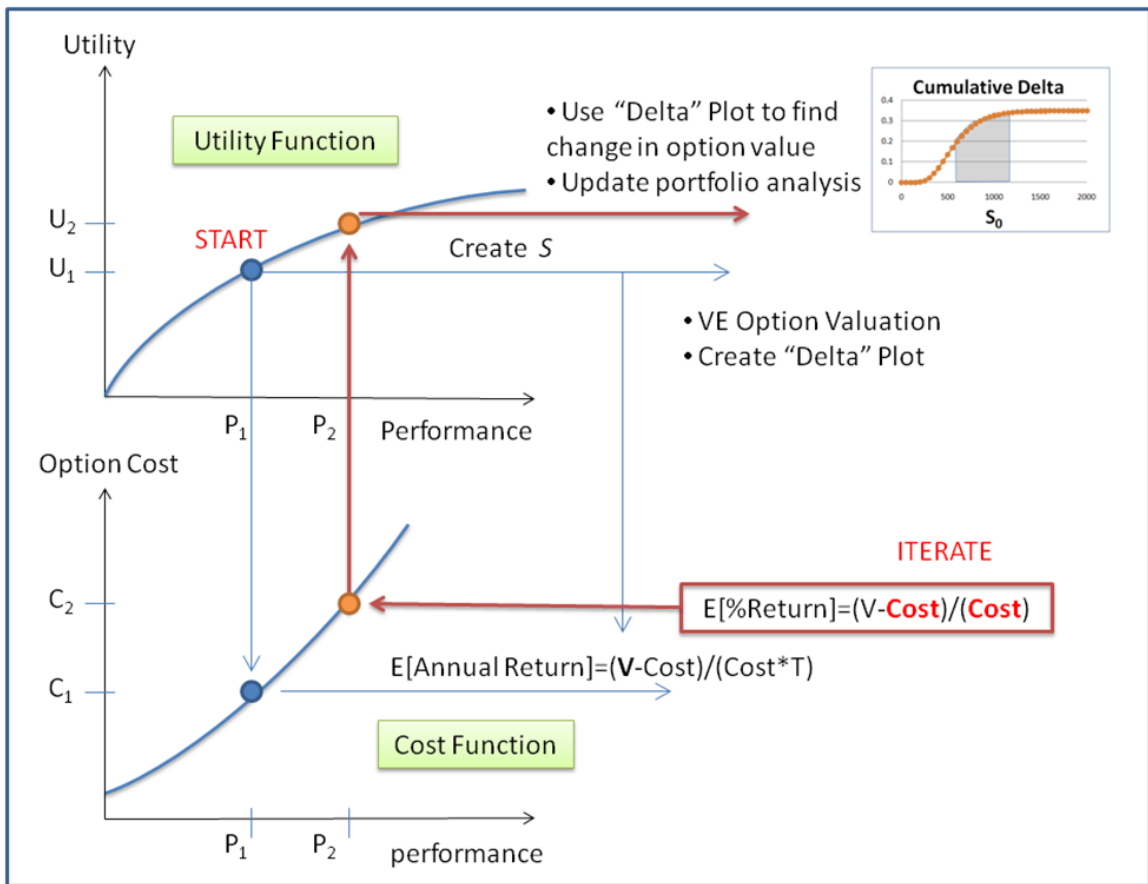 Utility
Utility Function
• Use “Delta” Plot to find
change in option value
• Update portfolio analysis
Cumulative Delta
0.4
0.3
0.2
0.1
0
0 500 1000 1500 2000
S0
U2
START
U1
Create S
• VE Option Valuation
• Create “Delta” Plot
P1 P2 Performance
Option Cost
ITERATE
C2
E[%Return]=(V-Cost)/(Cost)
E[Annual Return]=(V-Cost)/(Cost*T)
C1
Cost Function
P1 P2 performance